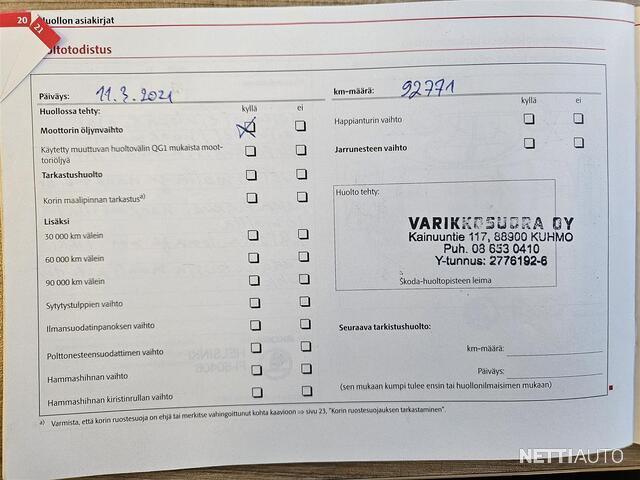 20
21
Huollon asiakirjat
Huoltotodistus
Päiväys: 11.3.2021
km-määrä: 92771
Huollossa tehty: kyllä ei
kyllä ei
Moottorin öljynvaihto
Käytetty muuttuvan huoltovälin QG1 mukaista moot-
toriöljyä
Tarkastushuolto
Korin maalipinnan tarkastus a)
Lisäksi
30 000 km välein
60 000 km välein
90 000 km välein
Sytytystulppien vaihto
Ilmansuodatinpanoksen vaihto
Polttonesteensuodattimen vaihto
Hammashihnan vaihto
Hammashihnan kiristinrullan vaihto
Happianturin vaihto
Jarrunesteen vaihto
Huolto tehty:
VARIKKOSUORA OY
Kainuuntie 117, 88900 KUHMO
Puh. 08 653 0410
Y-tunnus: 2776192-6
Škoda-huoltopisteen leima
Seuraava tarkistushuolto:
km-määrä:
Päiväys:
(sen mukaan kumpi tulee ensin tai huollonilmaisimen mukaan)
a) Varmista, että korin ruostesuoja on ehjä tai merkitse vahingoittunut kohta kaavioon ⇒ sivu 23, "Korin ruostesuojauksen tarkastaminen".
NETTIAUTO